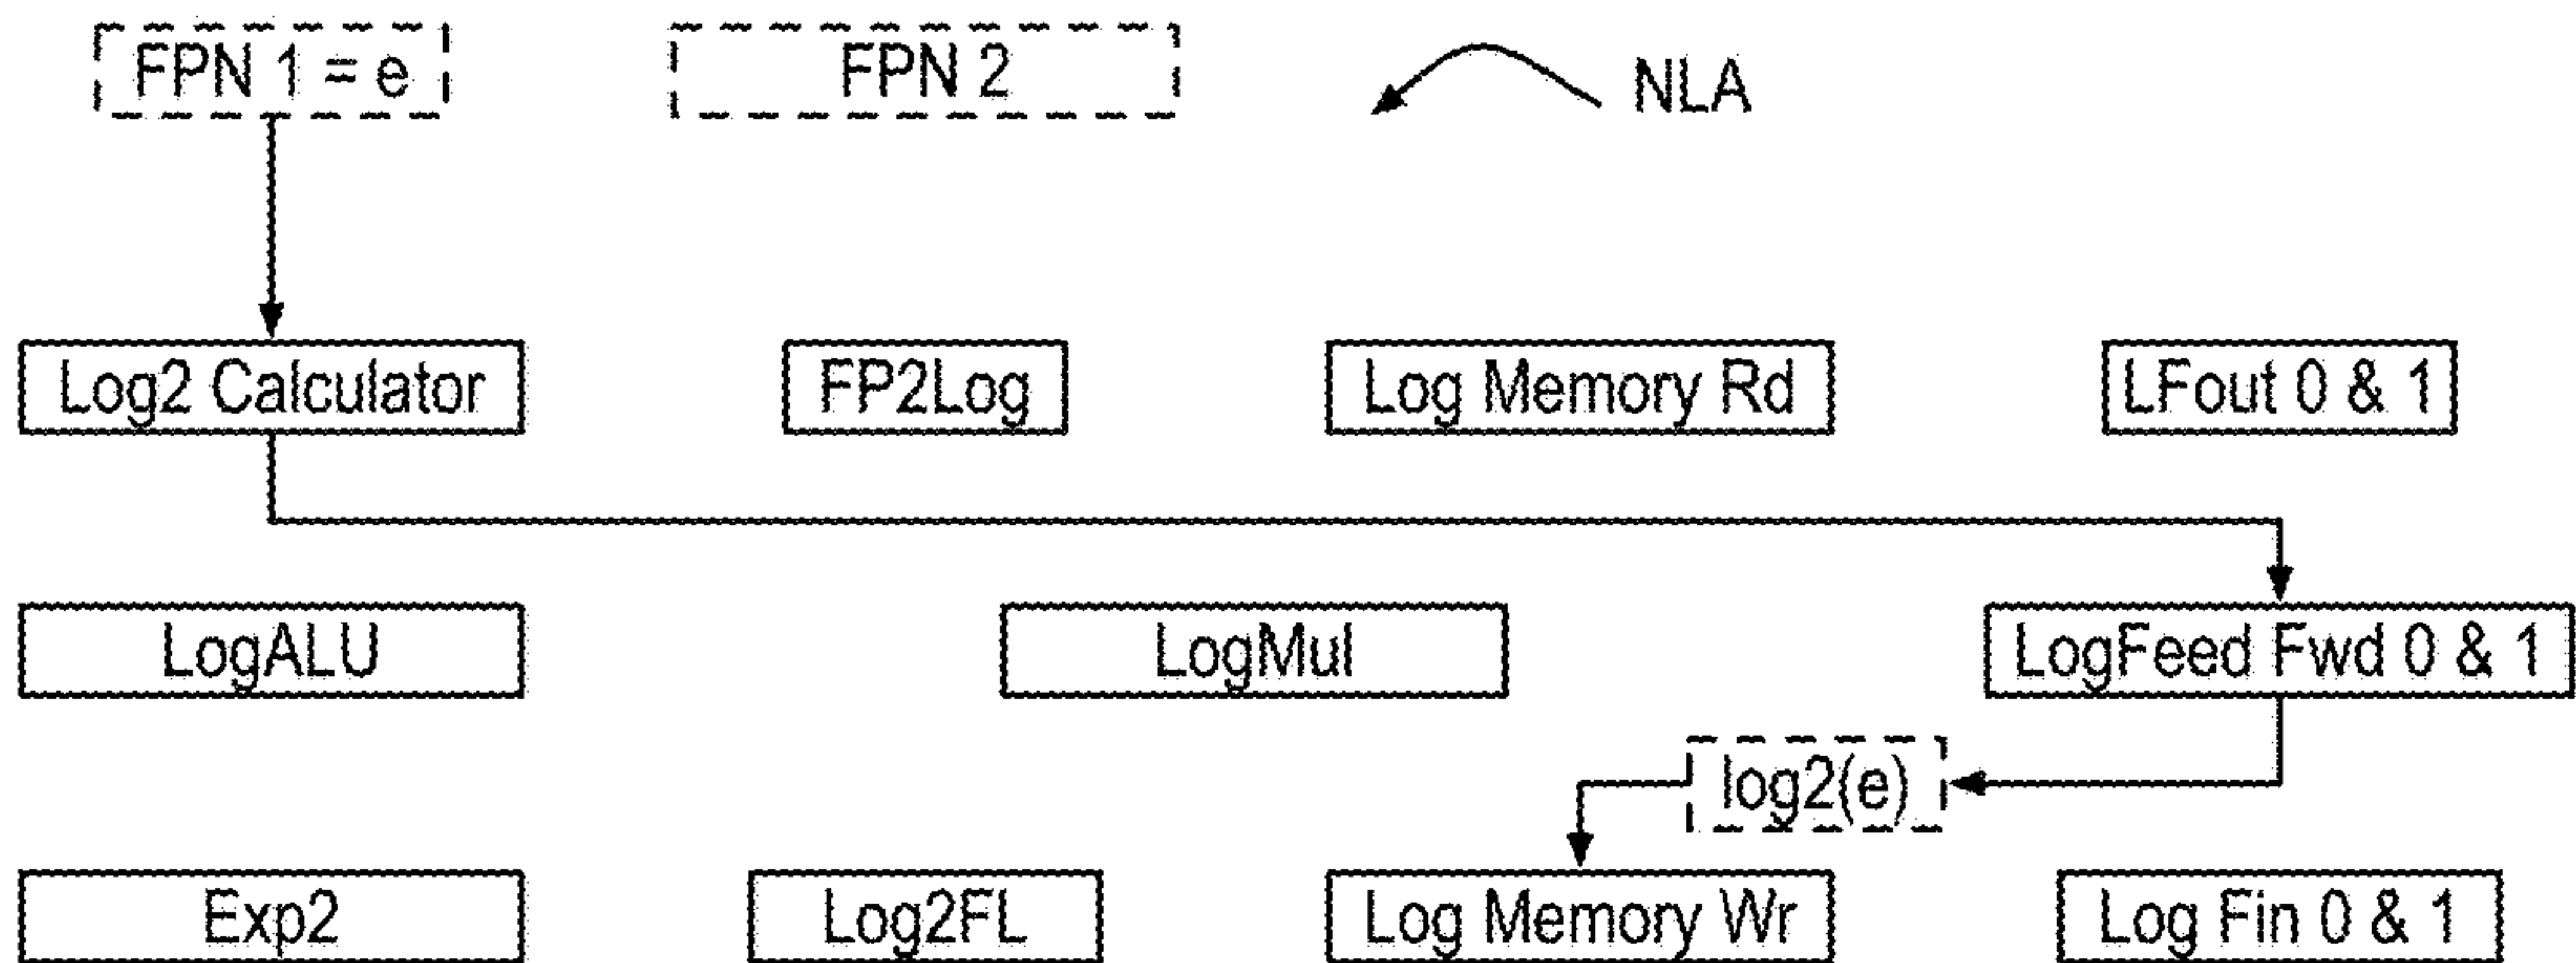 FPN 1 = e
FPN 2
NLA
Log2 Calculator
FP2Log
Log Memory Rd
LFout 0 & 1
LogALU
LogMul
LogFeed Fwd 0 & 1
log2(e)
Exp2
Log2FL
Log Memory Wr
Log Fin 0 & 1